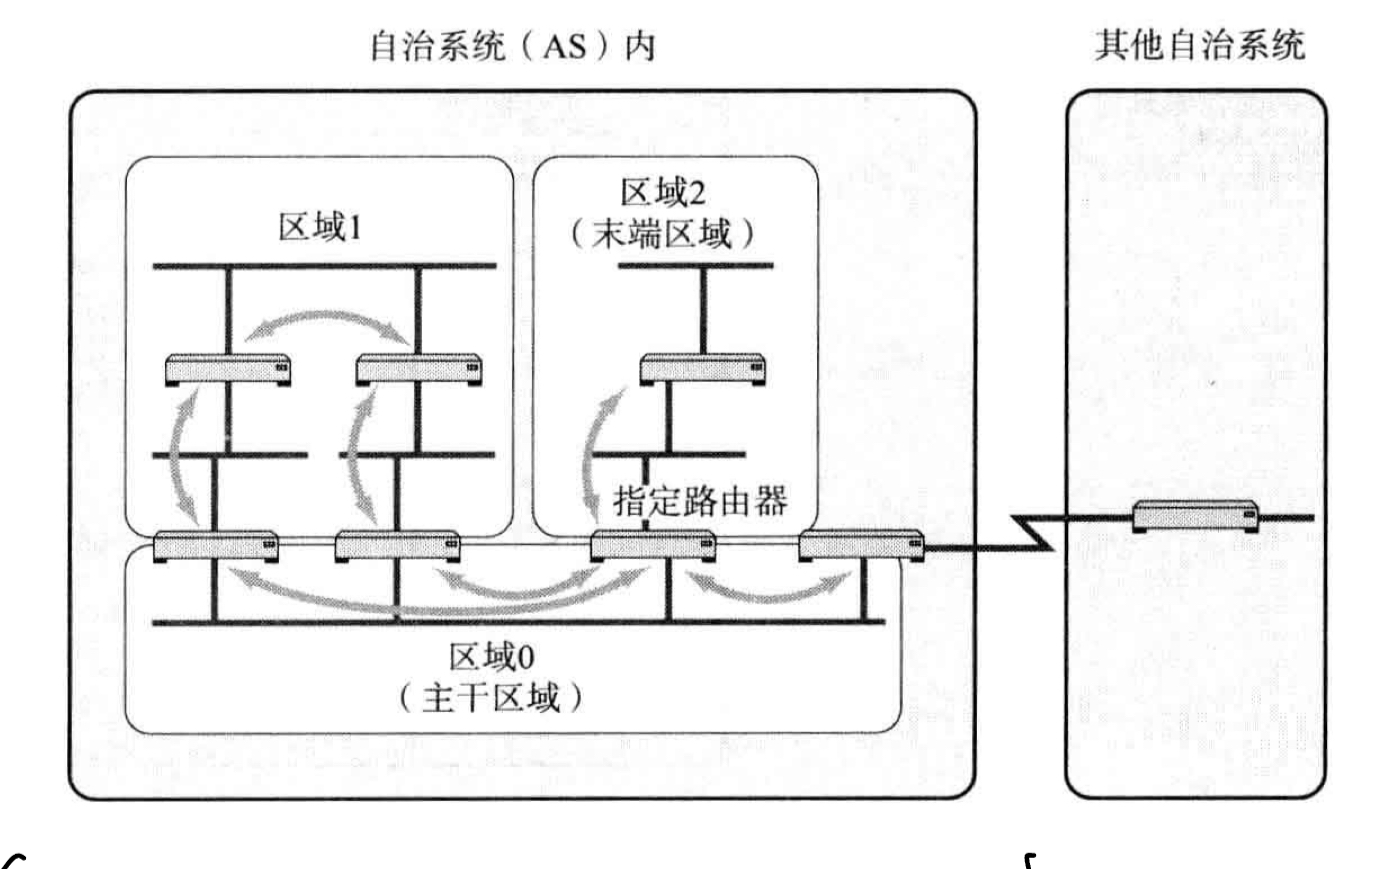 自治系统（AS）内
其他自治系统
区域1
区域2
（末端区域）
指定路由器
区域0
（主干区域）